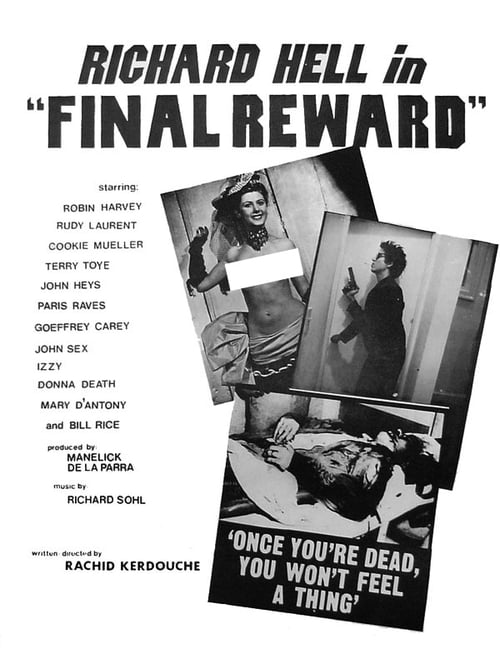 RICHARD HELL in
"FINAL REWARD"
starring:
ROBIN HARVEY
RUDY LAURENT
COOKIE MUELLER
TERRY TOYE
JOHN HEYS
PARIS RAVES
GOEFFREY CAREY
JOHN SEX
IZZY
DONNA DEATH
MARY D'ANTONY
and BILL RICE
produced by
MANELICK
DE LA PARRA
music by
RICHARD SOHL
written-directed by
RACHID KERDOUCHE
'ONCE YOU'RE DEAD,
YOU WON'T FEEL
A THING'